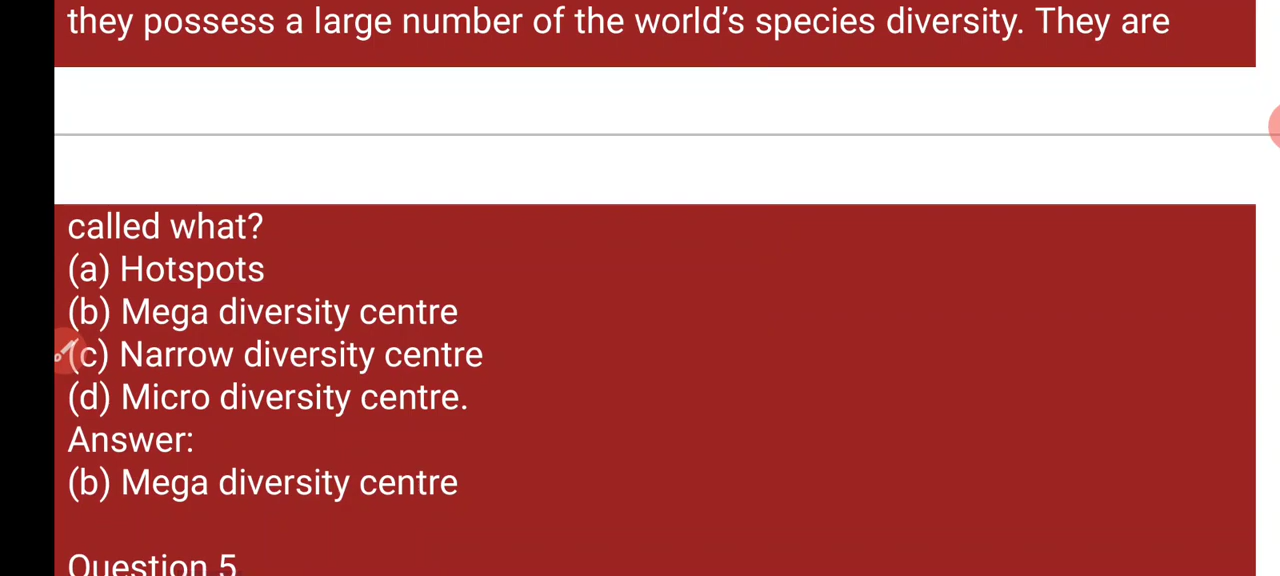 they possess a large number of the world’s species diversity. They are
called what?
(a) Hotspots
(b) Mega diversity centre
(c) Narrow diversity centre
(d) Micro diversity centre.
Answer:
(b) Mega diversity centre
Question 5